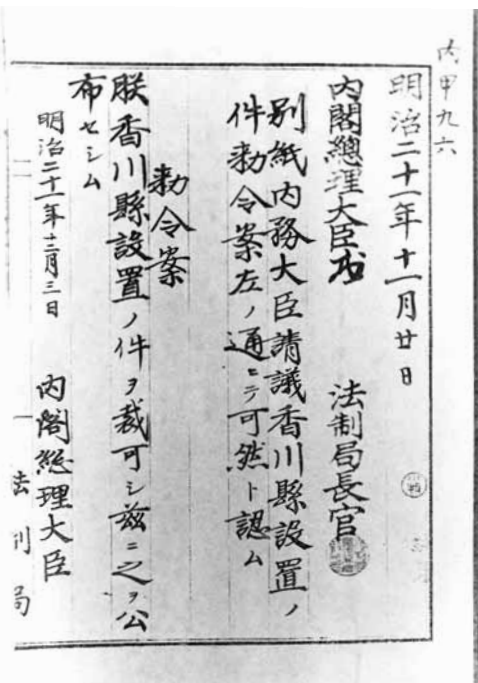 丙甲九六
明治二十一年十一月廿日
内閣總理大臣 法制局長官
別紙内務大臣請議香川縣設置ノ
件勅令案左ノ通ニテ可然ト認ム
勅令案
朕香川縣設置ノ件ヲ裁可シ茲ニ之ヲ公
布セシム
明治二十一年十二月三日 内閣総理大臣
法制局